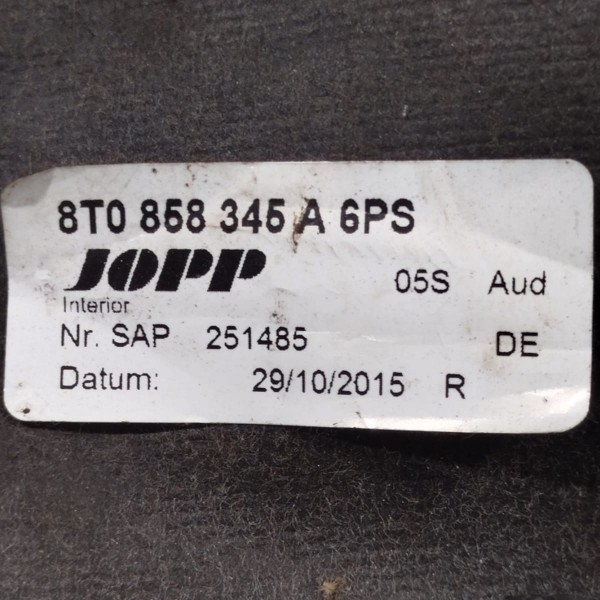 8T0 858 345 A 6PS
JOPP 05S Aud
Interior
Nr. SAP 251485 DE
Datum: 29/10/2015 R